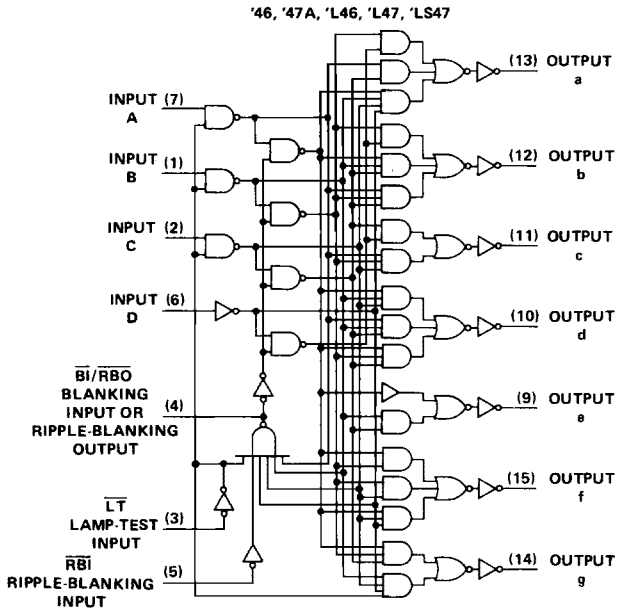 '46, '47A, 'L46, 'L47, 'LS47
INPUT A (7)
INPUT B (1)
INPUT C (2)
INPUT D (6)
BI/RBO
BLANKING (4)
INPUT OR
RIPPLE-BLANKING
OUTPUT
LT
LAMP-TEST (3)
INPUT
RBI (5)
RIPPLE-BLANKING
INPUT
(13) OUTPUT a
(12) OUTPUT b
(11) OUTPUT c
(10) OUTPUT d
(9) OUTPUT e
(15) OUTPUT f
(14) OUTPUT g